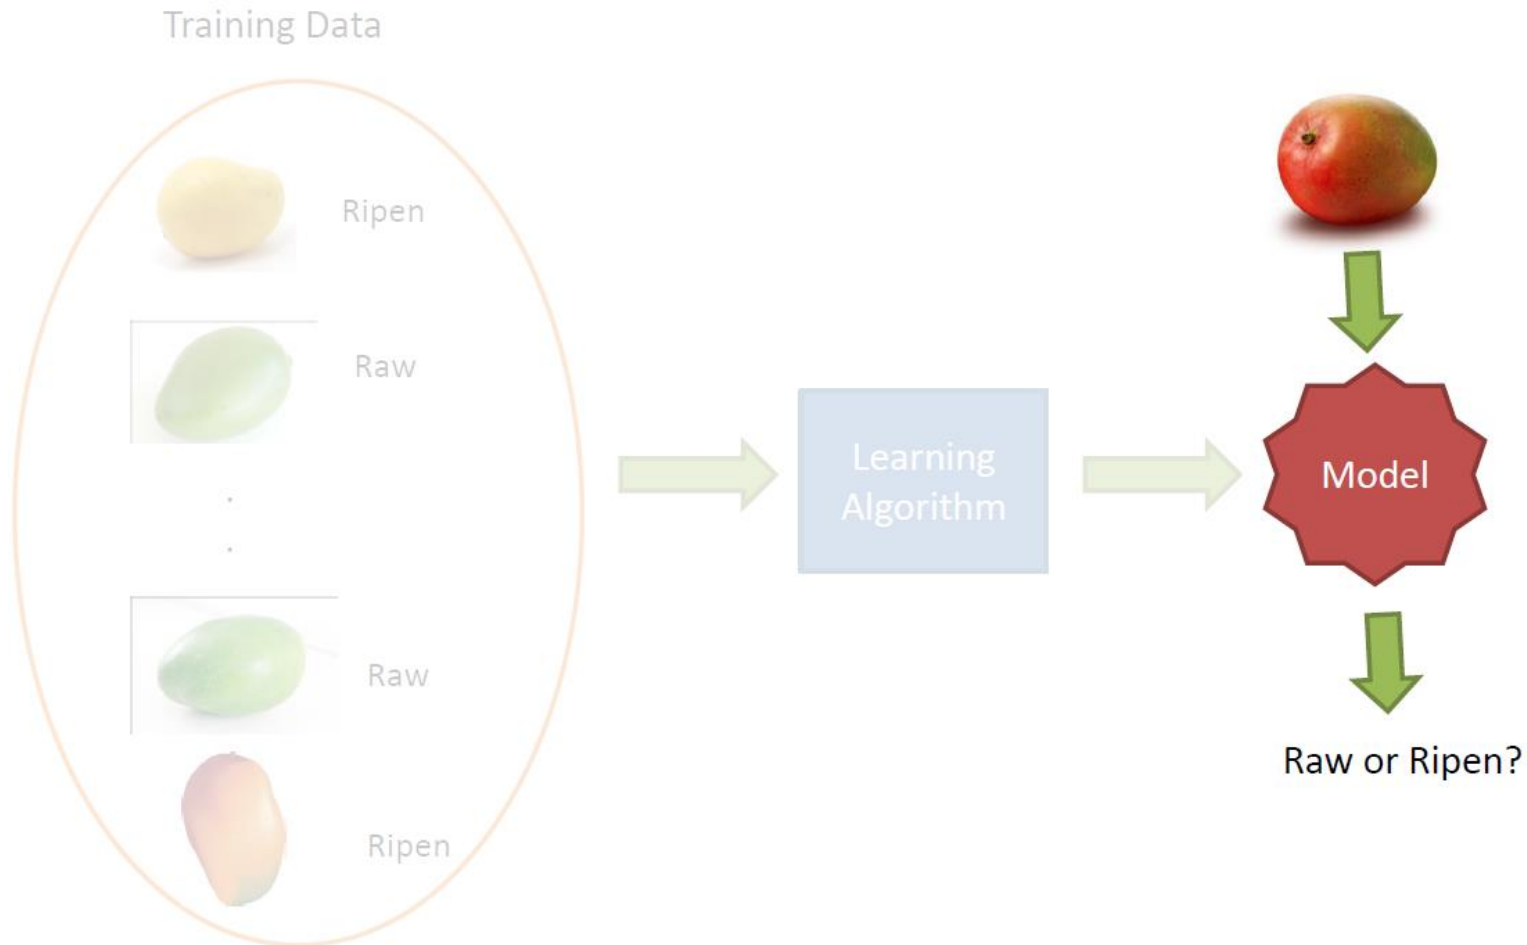 Training Data
Ripen
Raw
.
.
Raw
Ripen
Learning
Algorithm
Model
Raw or Ripen?